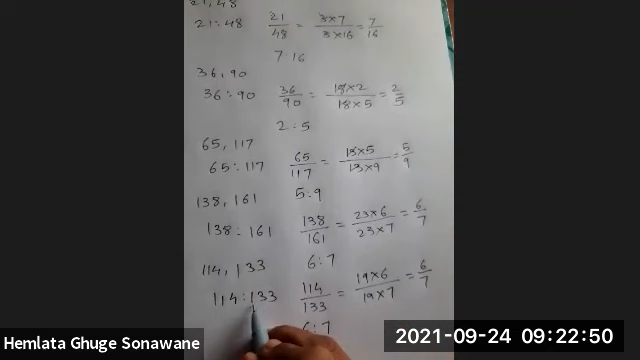 21, 48
21:48 21/48 = 3×7/3×16 = 7/16
7:16
36, 90
36:90 36/90 = 18×2/18×5 = 2/5
2:5
65, 117
65:117 65/117 = 13×5/13×9 = 5/9
5:9
138, 161
138:161 138/161 = 23×6/23×7 = 6/7
6:7
114, 133
114:133 114/133 = 19×6/19×7 = 6/7
6:7
Hemlata Ghuge Sonawane
2021-09-24 09:22:50